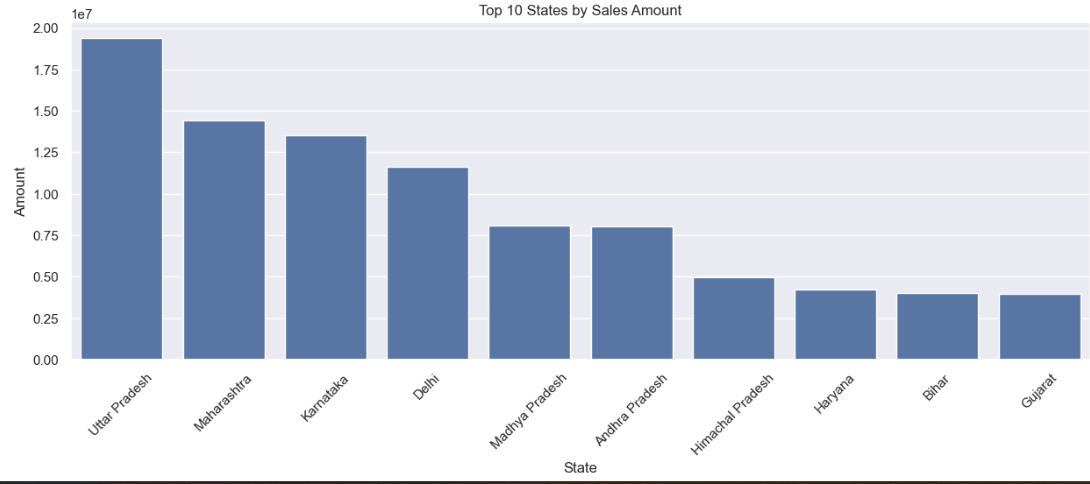 Top 10 States by Sales Amount
1e7
2.00
1.75
1.50
1.25
1.00
0.75
0.50
0.25
0.00
Amount
Uttar Pradesh
Maharashtra
Karnataka
Delhi
Madhya Pradesh
Andhra Pradesh
Himachal Pradesh
Haryana
Bihar
Gujarat
State